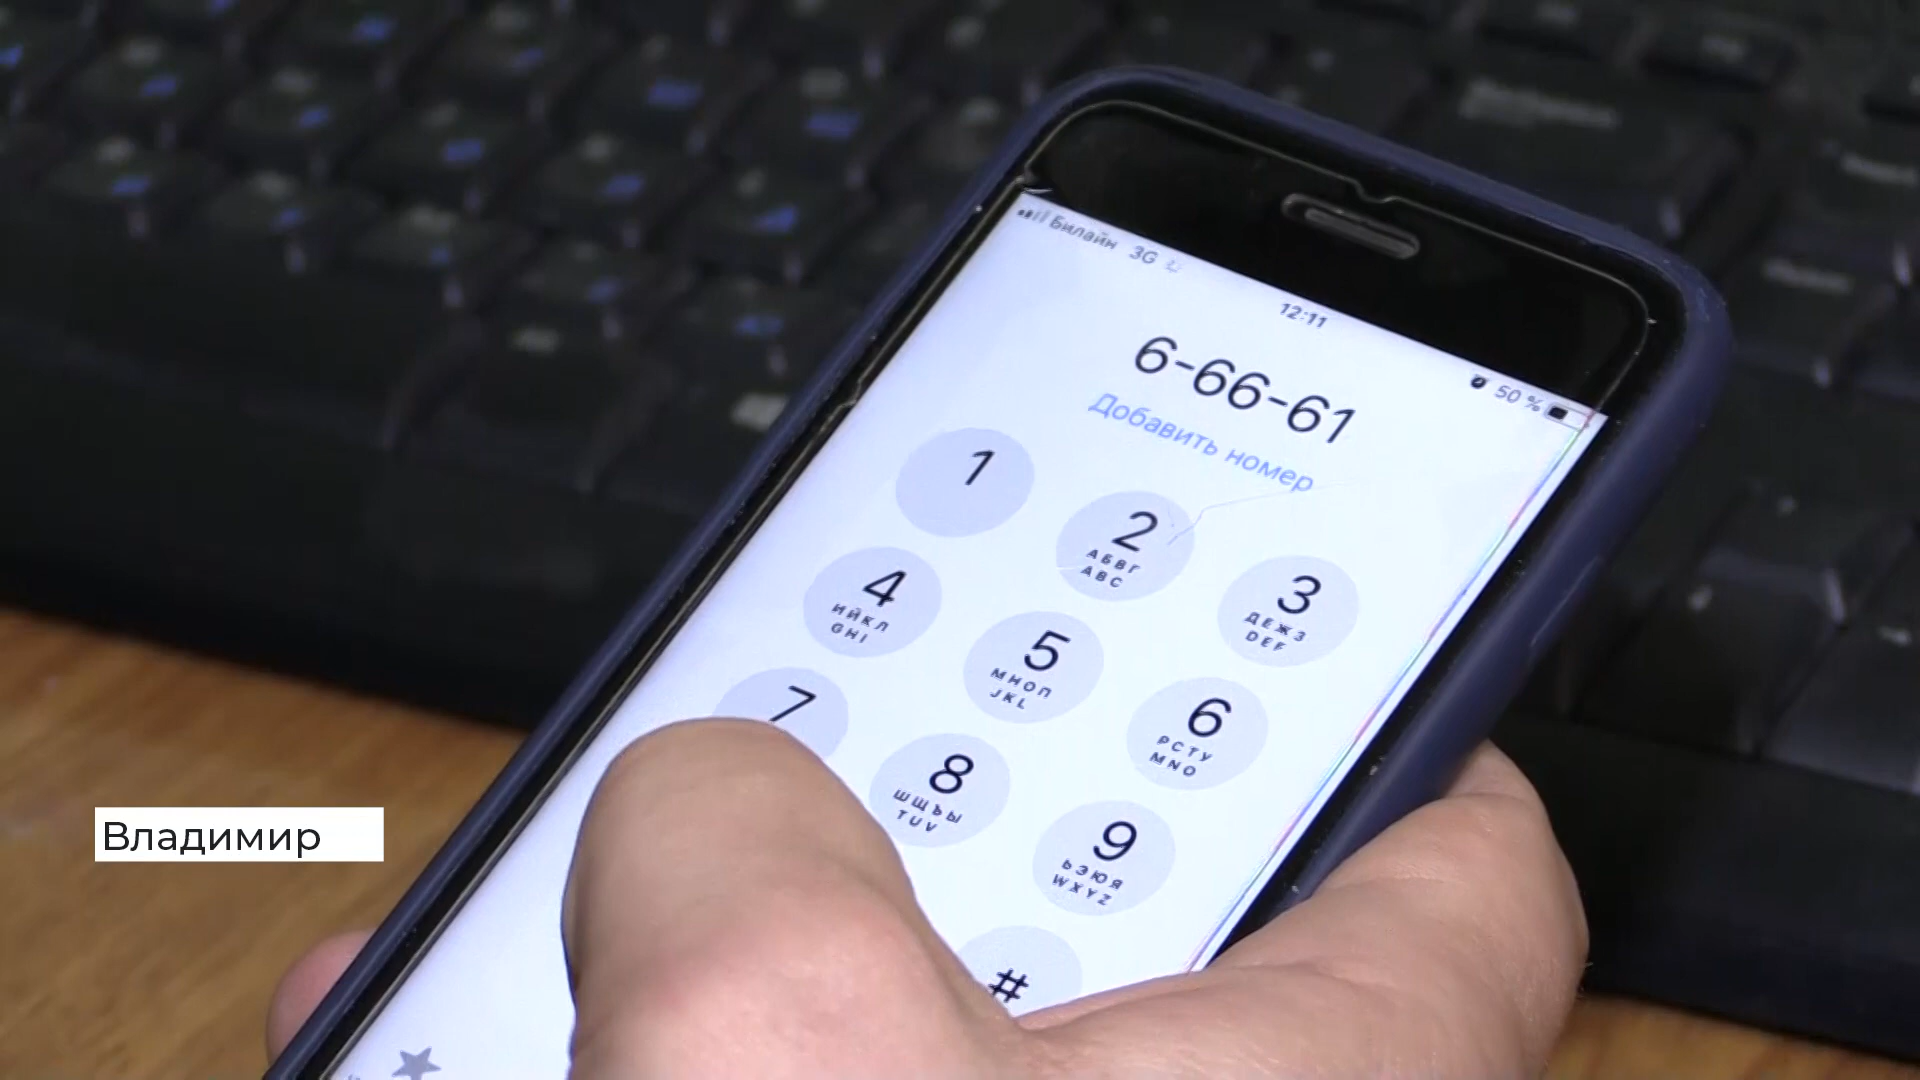 Билайн 3G
12:11
50 %
6-66-61
Добавить номер
1
2
АБВГ
ABC
3
ДЕЖЗ
DEF
4
ИЙКЛ
GHI
5
МНОП
JKL
6
РСТУ
MNO
7
8
ШЩЪЫ
TUV
9
ЬЭЮЯ
WXYZ
#
Владимир